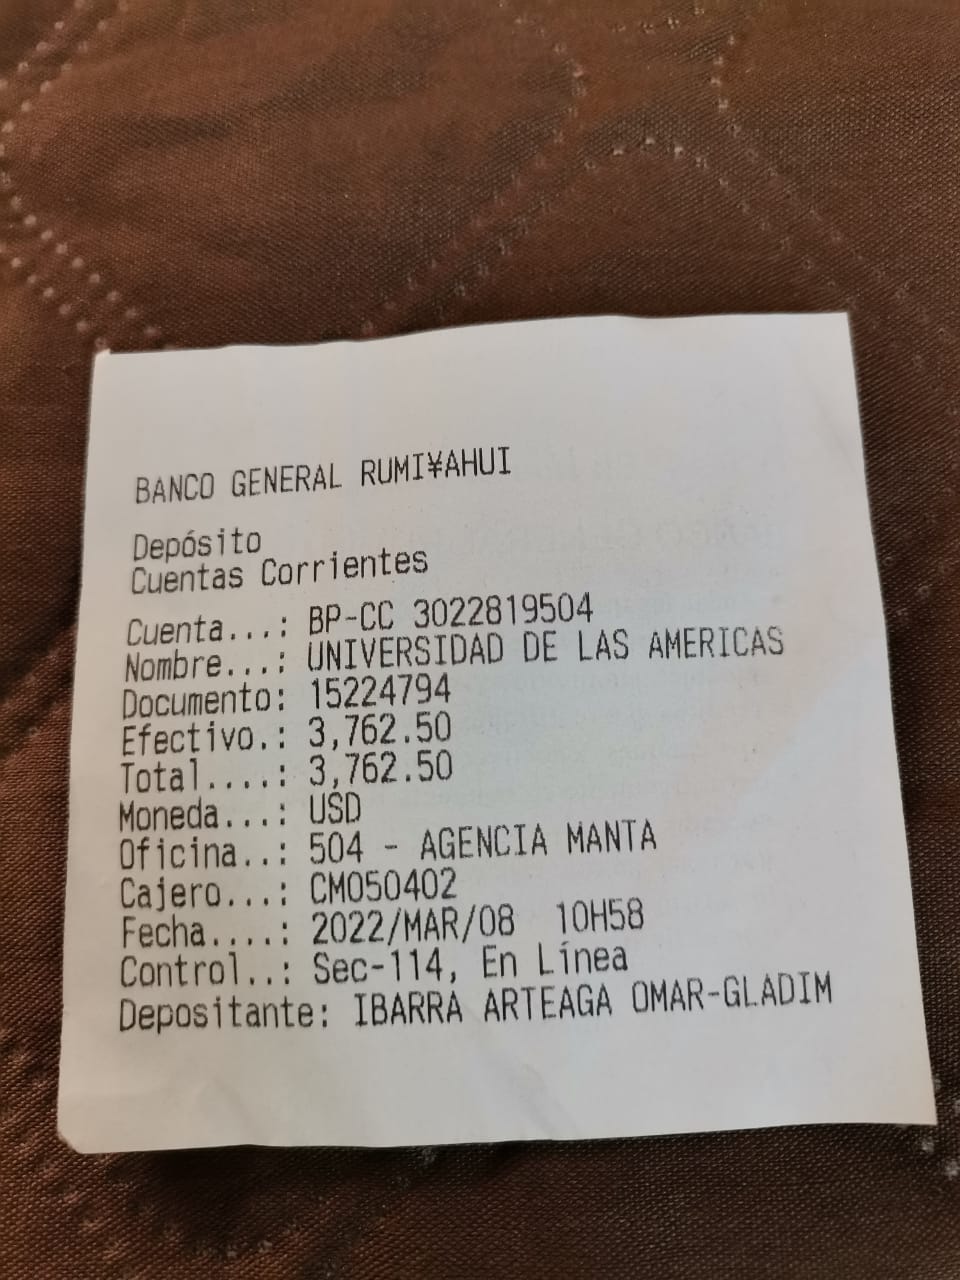 BANCO GENERAL RUMI¥AHUI
Depósito
Cuentas Corrientes
Cuenta...: BP-CC 3022819504
Nombre...: UNIVERSIDAD DE LAS AMERICAS
Documento: 15224794
Efectivo.: 3,762.50
Total....: 3,762.50
Moneda...: USD
Oficina..: 504 - AGENCIA MANTA
Cajero...: CM050402
Fecha....: 2022/MAR/08 10H58
Control..: Sec-114, En Línea
Depositante: IBARRA ARTEAGA OMAR-GLADIM